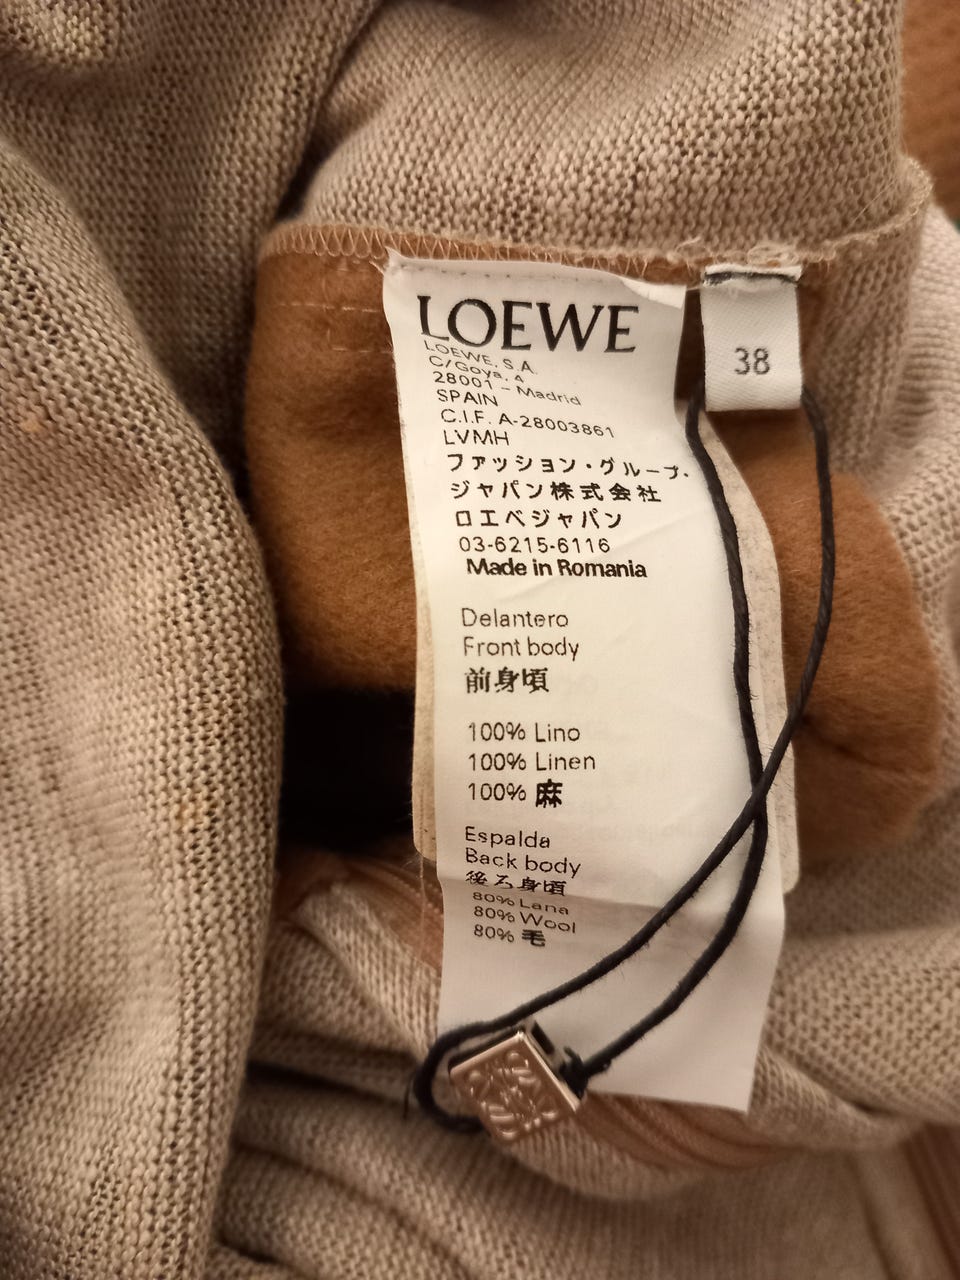 LOEWE
LOEWE, S.A.
C/Goya, 4
28001 - Madrid
SPAIN
C.I.F. A-28003861
LVMH
ファッション・グループ・
ジャパン株式会社
ロエベジャパン
03-6215-6116
Made in Romania
Delantero
Front body
前身頃
100% Lino
100% Linen
100% 麻
Espalda
Back body
後ろ身頃
80% Lana
80% Wool
80% 毛
38